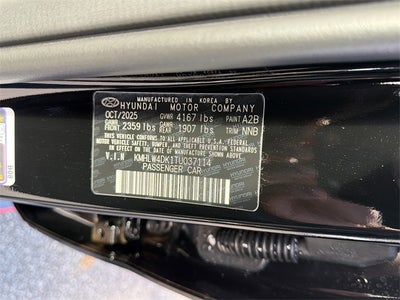 MANUFACTURED IN KOREA BY
HYUNDAI MOTOR COMPANY
OCT/2025 GVWR 4167 lbs PAINT A2B
GAWR FRONT 2359 lbs GAWR REAR 1907 lbs TRIM NNB
THIS VEHICLE CONFORMS TO ALL APPLICABLE U.S.A. FEDERAL
BUMPER, SAFETY, AND THEFT PREVENTION STANDARDS
IN EFFECT ON THE DATE OF MANUFACTURE SHOWN ABOVE.
V.I.N KMHLW4DK1TU037114
PASSENGER CAR